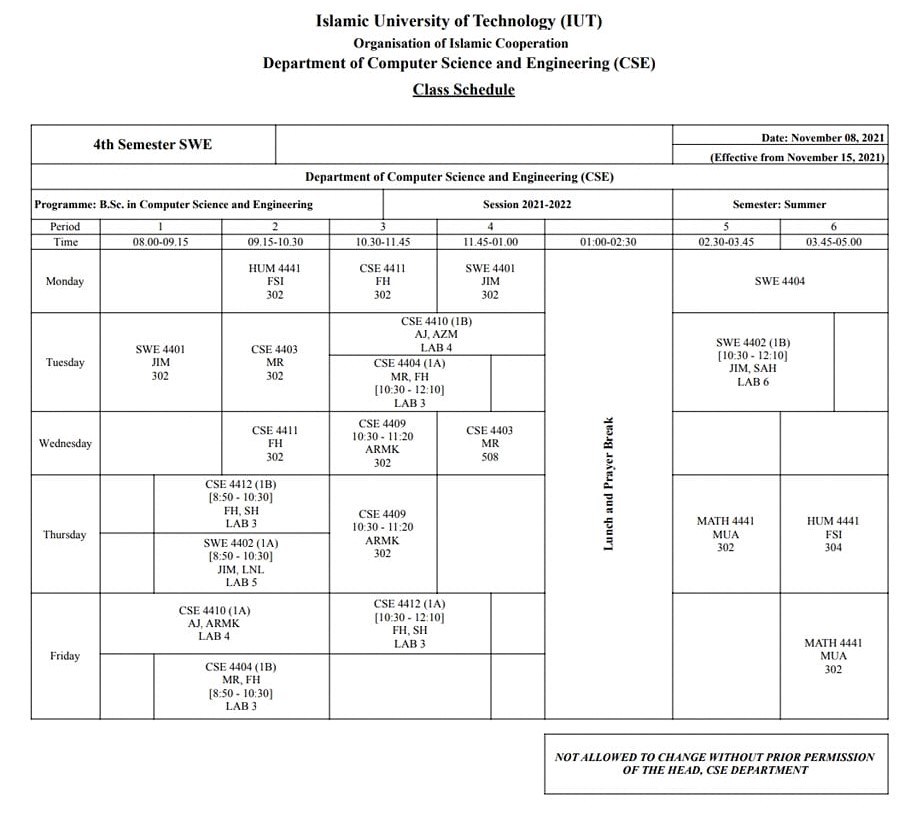 Islamic University of Technology (IUT)
Organisation of Islamic Cooperation
Department of Computer Science and Engineering (CSE)
Class Schedule
4th Semester SWE
Date: November 08, 2021
(Effective from November 15, 2021)
Department of Computer Science and Engineering (CSE)
Programme: B.Sc. in Computer Science and Engineering
Session 2021-2022
Semester: Summer
Period 1 2 3 4 5 6
Time 08.00-09.15 09.15-10.30 10.30-11.45 11.45-01.00 01:00-02:30 02.30-03.45 03.45-05.00
Monday
HUM 4441
FSI
302
CSE 4411
FH
302
SWE 4401
JIM
302
SWE 4404
Tuesday
SWE 4401
JIM
302
CSE 4403
MR
302
CSE 4410 (1B)
AJ, AZM
LAB 4
CSE 4404 (1A)
MR, FH
[10:30 - 12:10]
LAB 3
SWE 4402 (1B)
[10:30 - 12:10]
JIM, SAH
LAB 6
Wednesday
CSE 4411
FH
302
CSE 4409
10:30 - 11:20
ARMK
302
CSE 4403
MR
508
Lunch and Prayer Break
Thursday
CSE 4412 (1B)
[8:50 - 10:30]
FH, SH
LAB 3
SWE 4402 (1A)
[8:50 - 10:30]
JIM, LNL
LAB 5
CSE 4409
10:30 - 11:20
ARMK
302
MATH 4441
MUA
302
HUM 4441
FSI
304
Friday
CSE 4410 (1A)
AJ, ARMK
LAB 4
CSE 4404 (1B)
MR, FH
[8:50 - 10:30]
LAB 3
CSE 4412 (1A)
[10:30 - 12:10]
FH, SH
LAB 3
MATH 4441
MUA
302
NOT ALLOWED TO CHANGE WITHOUT PRIOR PERMISSION
OF THE HEAD, CSE DEPARTMENT